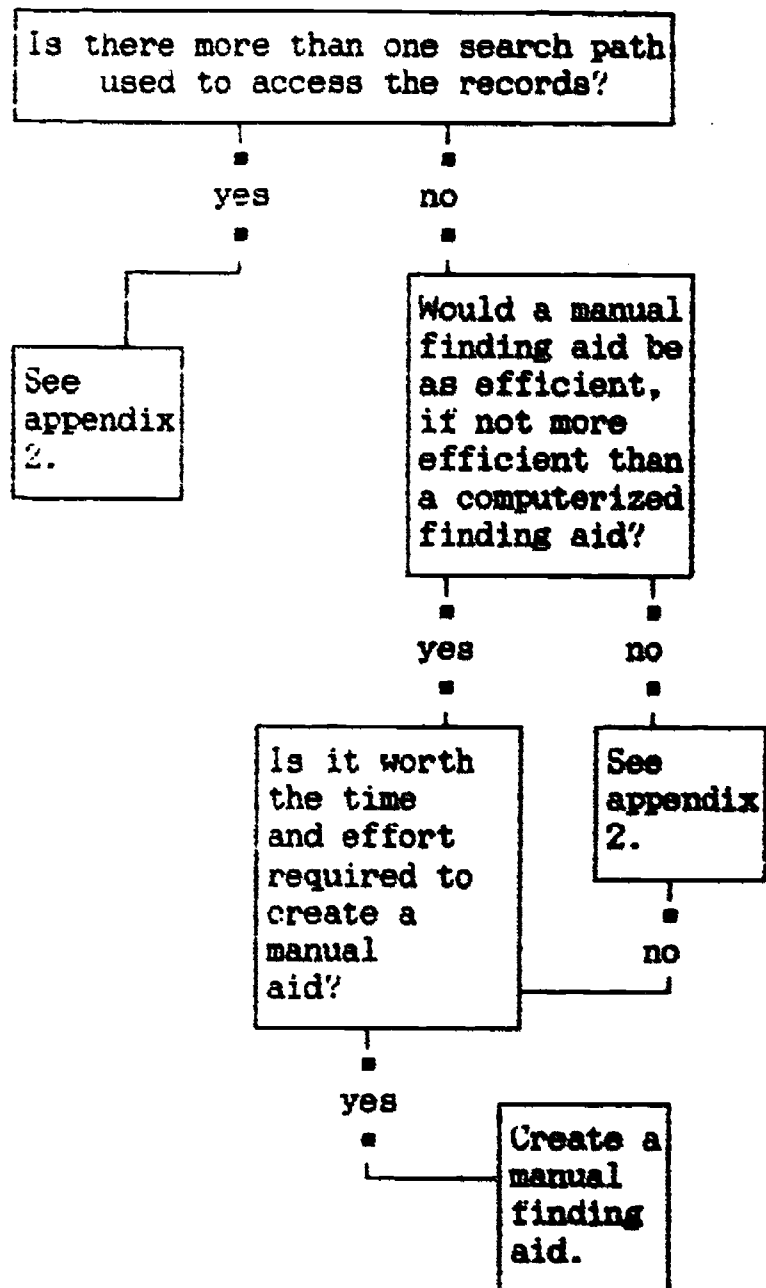 Is there more than one search path
used to access the records?
yes
no
See
appendix
2.
Would a manual
finding aid be
as efficient,
if not more
efficient than
a computerized
finding aid?
yes
no
Is it worth
the time
and effort
required to
create a
manual
aid?
See
appendix
2.
no
yes
Create a
manual
finding
aid.